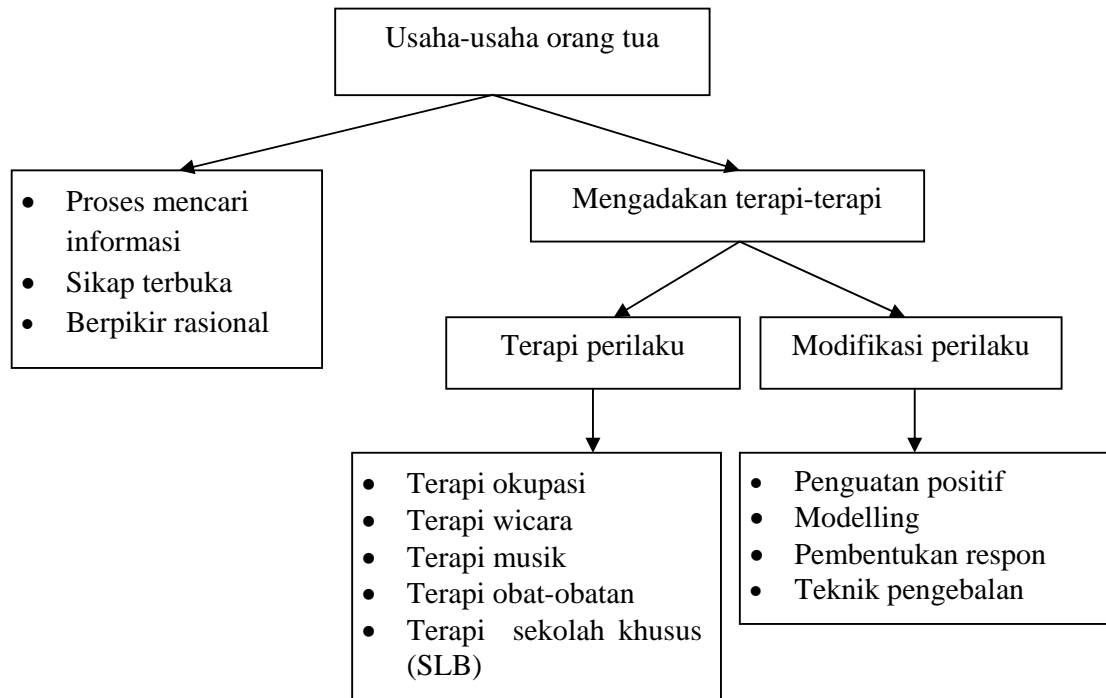 Usaha-usaha orang tua
• Proses mencari
informasi
• Sikap terbuka
• Berpikir rasional
Mengadakan terapi-terapi
Terapi perilaku
Modifikasi perilaku
• Terapi okupasi
• Terapi wicara
• Terapi musik
• Terapi obat-obatan
• Terapi sekolah khusus
(SLB)
• Penguatan positif
• Modelling
• Pembentukan respon
• Teknik pengebalan